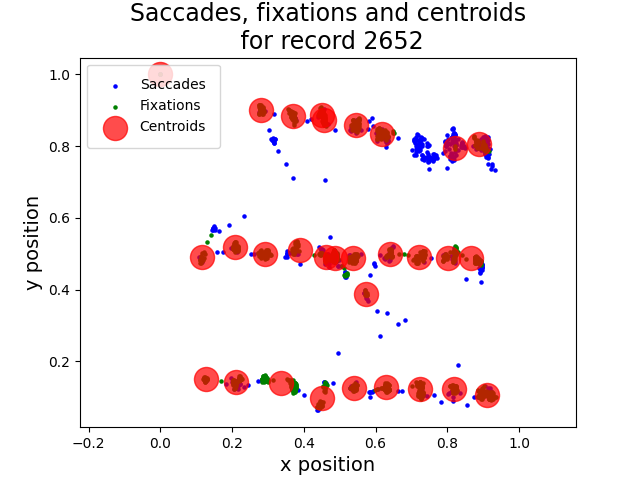 Saccades, fixations and centroids
for record 2652
Saccades
Fixations
Centroids
y position
1.0
0.8
0.6
0.4
0.2
−0.2 0.0 0.2 0.4 0.6 0.8 1.0
x position